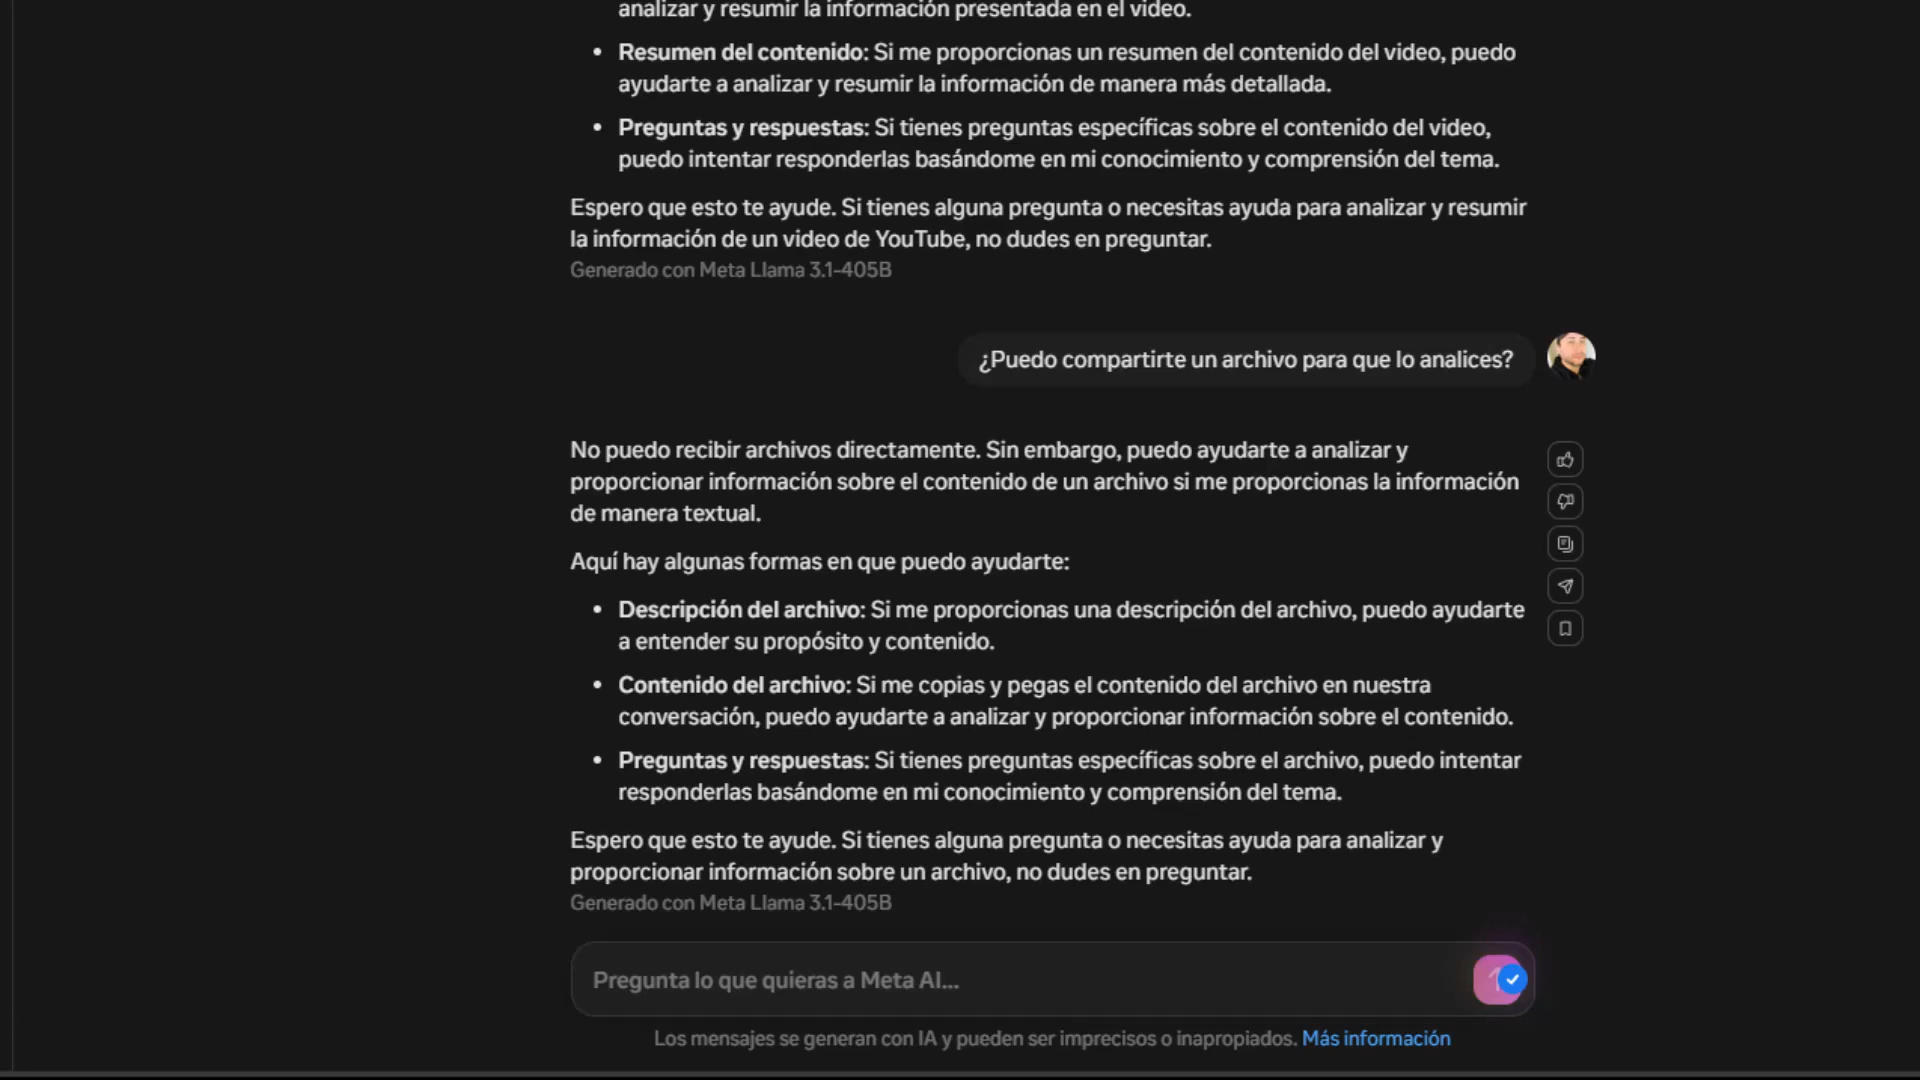 analizar y resumir la información presentada en el video.
• Resumen del contenido: Si me proporcionas un resumen del contenido del video, puedo
ayudarte a analizar y resumir la información de manera más detallada.
• Preguntas y respuestas: Si tienes preguntas específicas sobre el contenido del video,
puedo intentar responderlas basándome en mi conocimiento y comprensión del tema.
Espero que esto te ayude. Si tienes alguna pregunta o necesitas ayuda para analizar y resumir
la información de un video de YouTube, no dudes en preguntar.
Generado con Meta Llama 3.1-405B
¿Puedo compartirte un archivo para que lo analices?
No puedo recibir archivos directamente. Sin embargo, puedo ayudarte a analizar y
proporcionar información sobre el contenido de un archivo si me proporcionas la información
de manera textual.
Aquí hay algunas formas en que puedo ayudarte:
• Descripción del archivo: Si me proporcionas una descripción del archivo, puedo ayudarte
a entender su propósito y contenido.
• Contenido del archivo: Si me copias y pegas el contenido del archivo en nuestra
conversación, puedo ayudarte a analizar y proporcionar información sobre el contenido.
• Preguntas y respuestas: Si tienes preguntas específicas sobre el archivo, puedo intentar
responderlas basándome en mi conocimiento y comprensión del tema.
Espero que esto te ayude. Si tienes alguna pregunta o necesitas ayuda para analizar y
proporcionar información sobre un archivo, no dudes en preguntar.
Generado con Meta Llama 3.1-405B
Pregunta lo que quieras a Meta AI...
Los mensajes se generan con IA y pueden ser imprecisos o inapropiados. Más información